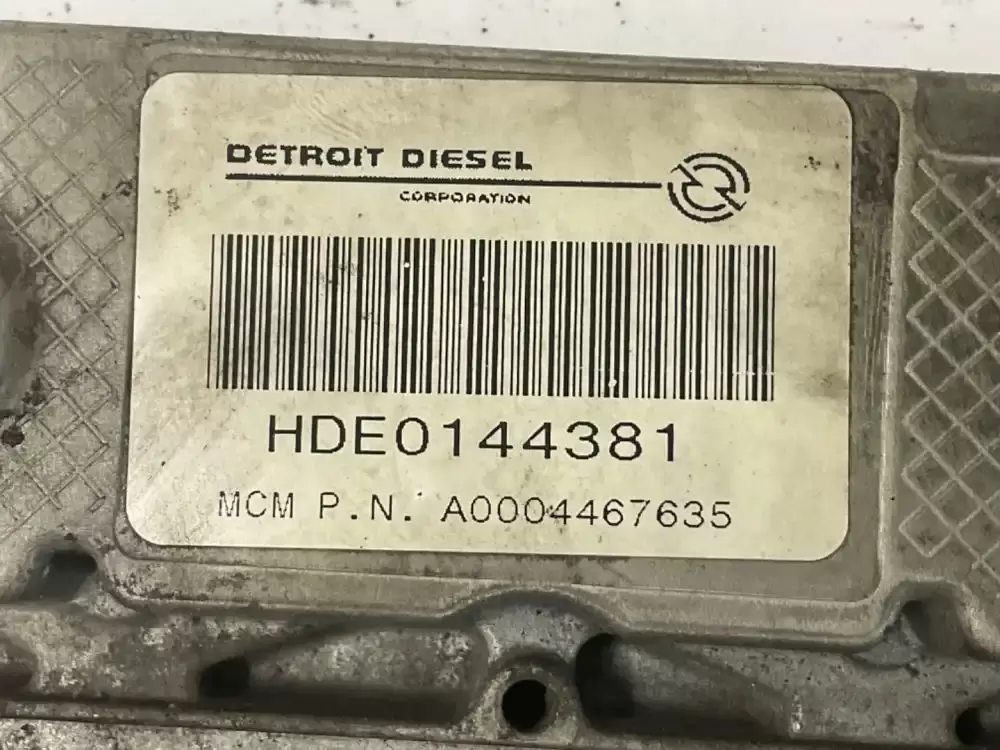 DETROIT DIESEL
CORPORATION
HDE0144381
MCM P.N. A0004467635